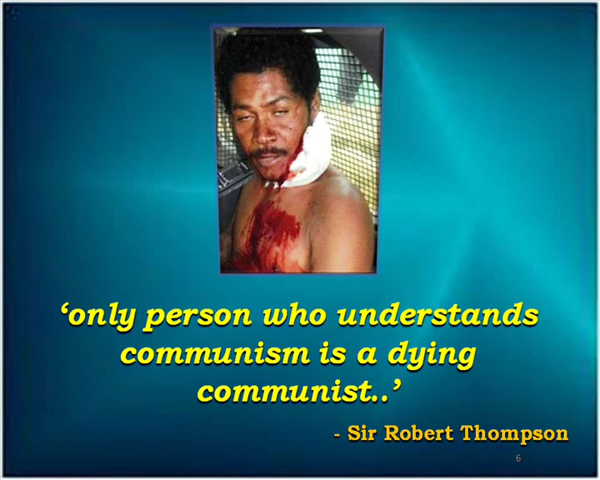 ‘only person who understands
communism is a dying
communist..’
- Sir Robert Thompson
6